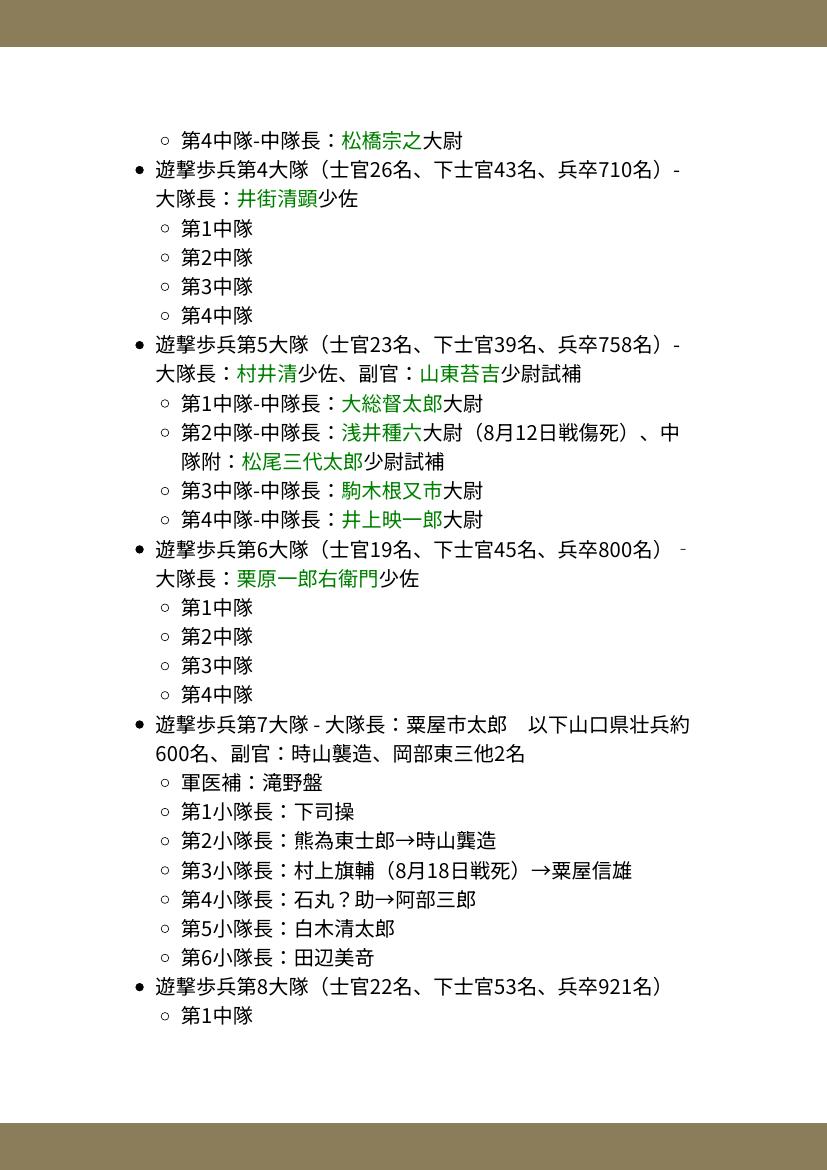 第4中隊-中隊長：松橋宗之大尉
遊撃歩兵第4大隊（士官26名、下士官43名、兵卒710名）-
大隊長：井街清顕少佐
第1中隊
第2中隊
第3中隊
第4中隊
遊撃歩兵第5大隊（士官23名、下士官39名、兵卒758名）-
大隊長：村井清少佐、副官：山東苔吉少尉試補
第1中隊-中隊長：大総督太郎大尉
第2中隊-中隊長：浅井種六大尉（8月12日戦傷死）、中
隊附：松尾三代太郎少尉試補
第3中隊-中隊長：駒木根又市大尉
第4中隊-中隊長：井上映一郎大尉
遊撃歩兵第6大隊（士官19名、下士官45名、兵卒800名） -
大隊長：栗原一郎右衛門少佐
第1中隊
第2中隊
第3中隊
第4中隊
遊撃歩兵第7大隊 - 大隊長：粟屋市太郎　以下山口県壮兵約
600名、副官：時山襲造、岡部東三他2名
軍医補：滝野盤
第1小隊長：下司操
第2小隊長：熊為東士郎→時山龔造
第3小隊長：村上旗輔（8月18日戦死）→粟屋信雄
第4小隊長：石丸？助→阿部三郎
第5小隊長：白木清太郎
第6小隊長：田辺美竒
遊撃歩兵第8大隊（士官22名、下士官53名、兵卒921名）
第1中隊